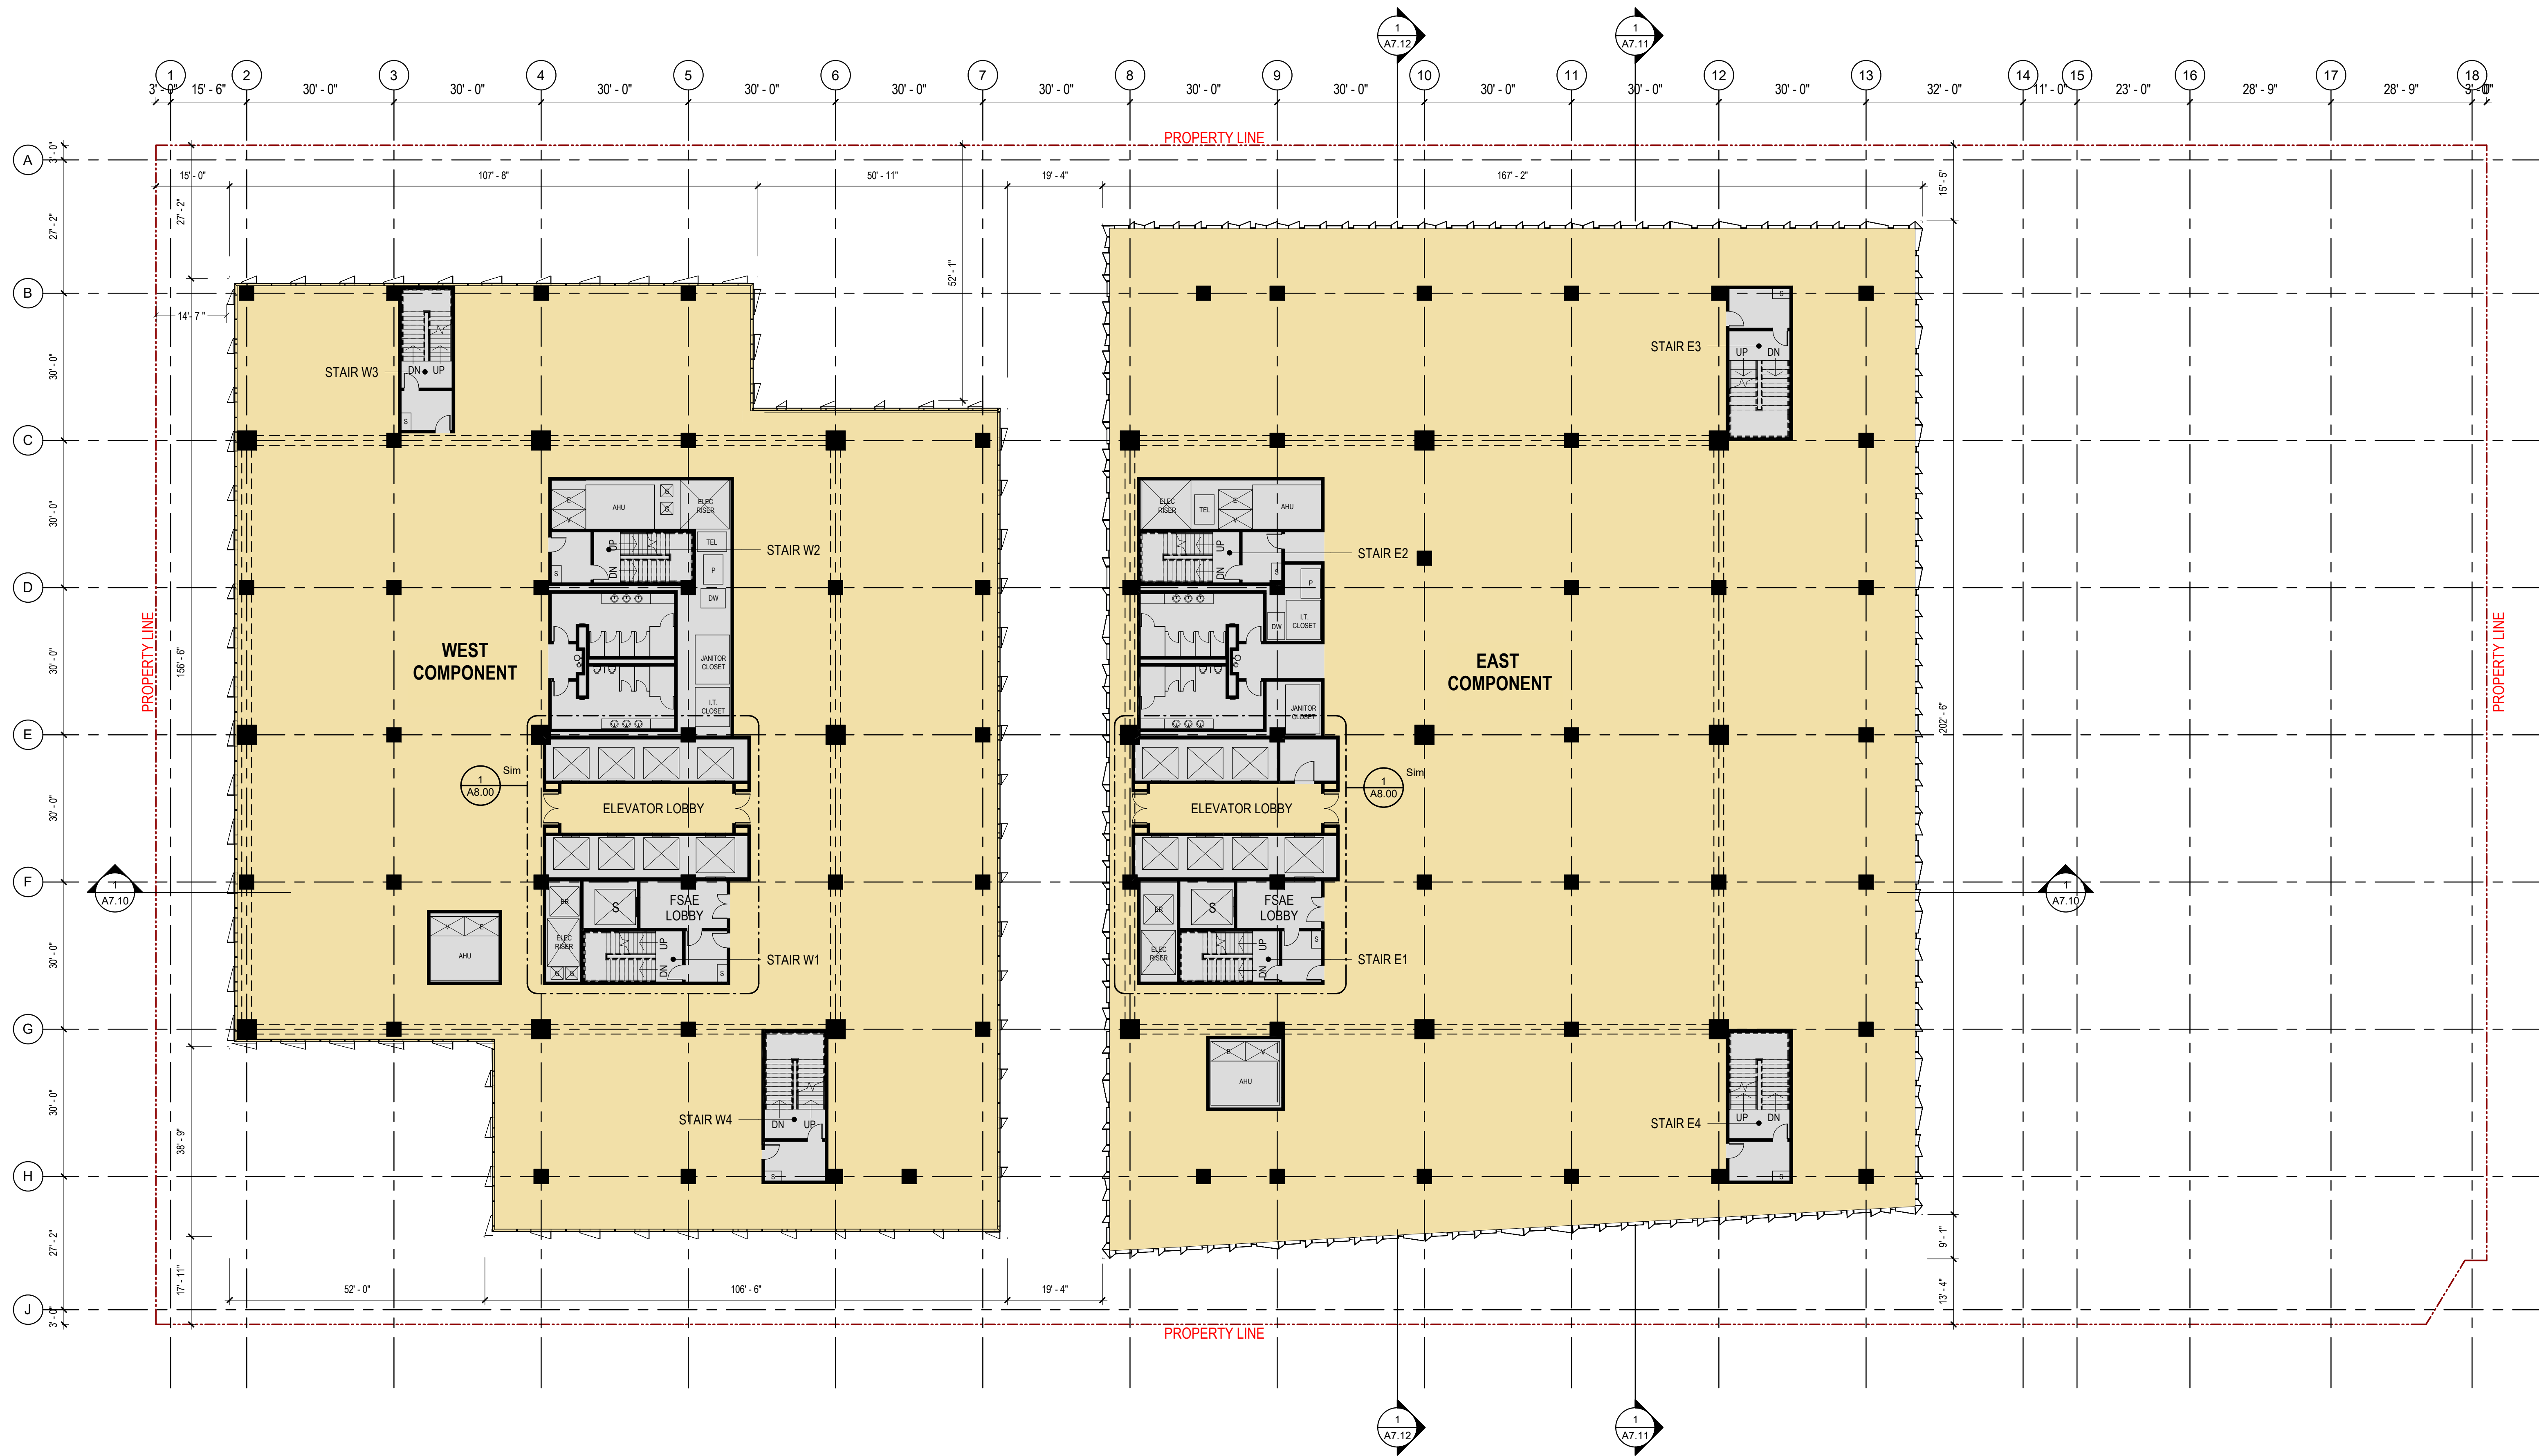 1
A7.12
1
A7.11
1 2 3 4 5 6 7 8 9 10 11 12 13 14 15 16 17 18
3' - 0" 15' - 6" 30' - 0" 30' - 0" 30' - 0" 30' - 0" 30' - 0" 30' - 0" 30' - 0" 30' - 0" 30' - 0" 30' - 0" 30' - 0" 32' - 0" 11' - 0" 23' - 0" 28' - 9" 28' - 9" 3' - 0"
PROPERTY LINE
A
3' - 0"
15' - 0" 107' - 8" 50' - 11" 19' - 4" 167' - 2"
15' - 5"
27' - 2"
27' - 2"
52' - 1"
B
14' - 7 "
S
30' - 0"
STAIR W3
DN UP
S
STAIR E3
UP DN
C
30' - 0"
E
V
AHU
G
G
ELEC
RISER
TEL
UP
DN
S
STAIR W2
P
DW
ELEC
RISER
TEL
E
V
AHU
UP
DN
S
STAIR E2
P
I.T.
CLOSET
DW
D
30' - 0"
156' - 6"
PROPERTY LINE
WEST
COMPONENT
JANITOR
CLOSET
I.T.
CLOSET
EAST
COMPONENT
JANITOR
CLOSET
202' - 6"
PROPERTY LINE
E
30' - 0"
1
A8.00
Sim
ELEVATOR LOBBY
ELEVATOR LOBBY
1
A8.00
Sim
F
1
A7.10
1
A7.10
30' - 0"
V E
AHU
ER
S
FSAE
LOBBY
ELEC
RISER
G G
UP
DN
S
STAIR W1
ER
S
FSAE
LOBBY
ELEC
RISER
UP
DN
S
STAIR E1
G
30' - 0"
38' - 9"
E V
AHU
STAIR W4
DN UP
S
STAIR E4
UP DN
S
H
27' - 2"
17' - 11"
9' - 1"
13' - 4"
52' - 0" 106' - 6" 19' - 4"
J
3' - 0"
PROPERTY LINE
1
A7.12
1
A7.11